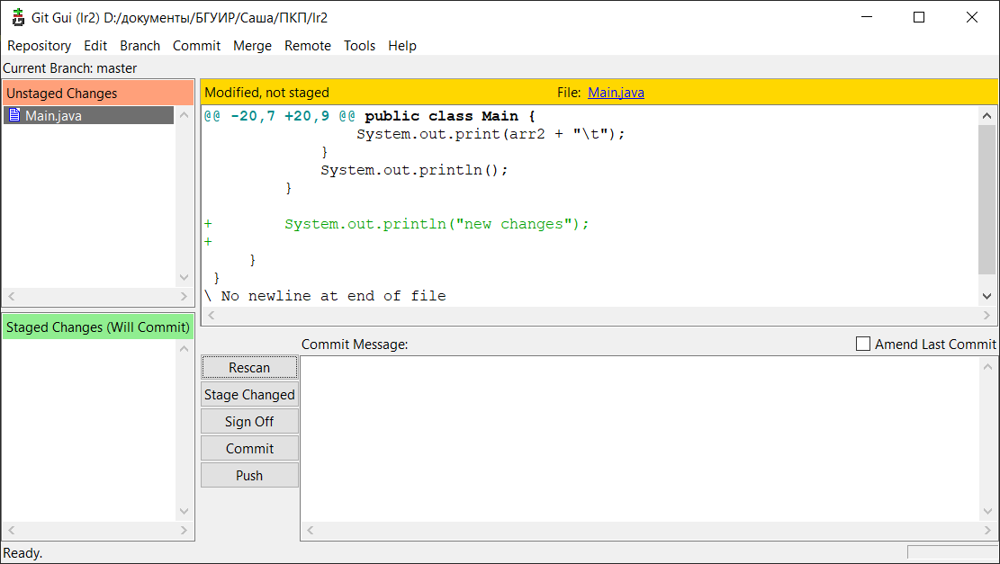 Git Gui (lr2) D:/документы/БГУИР/Саша/ПКП/lr2
Repository Edit Branch Commit Merge Remote Tools Help
Current Branch: master
Unstaged Changes
Main.java
Modified, not staged File: Main.java
@@ -20,7 +20,9 @@ public class Main {
                 System.out.print(arr2 + "\t");
             }
             System.out.println();
         }
+        System.out.println("new changes");
+
     }
 }
\ No newline at end of file
Staged Changes (Will Commit)
Commit Message: Amend Last Commit
Rescan
Stage Changed
Sign Off
Commit
Push
Ready.